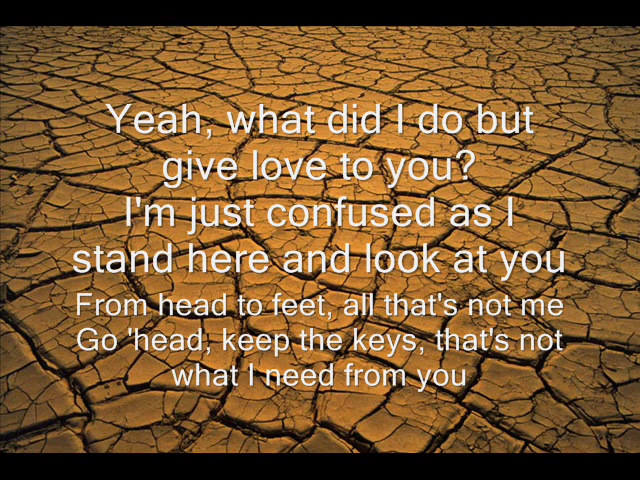 Yeah, what did I do but
give love to you?
I'm just confused as I
stand here and look at you
From head to feet, all that's not me
Go 'head, keep the keys, that's not
what I need from you